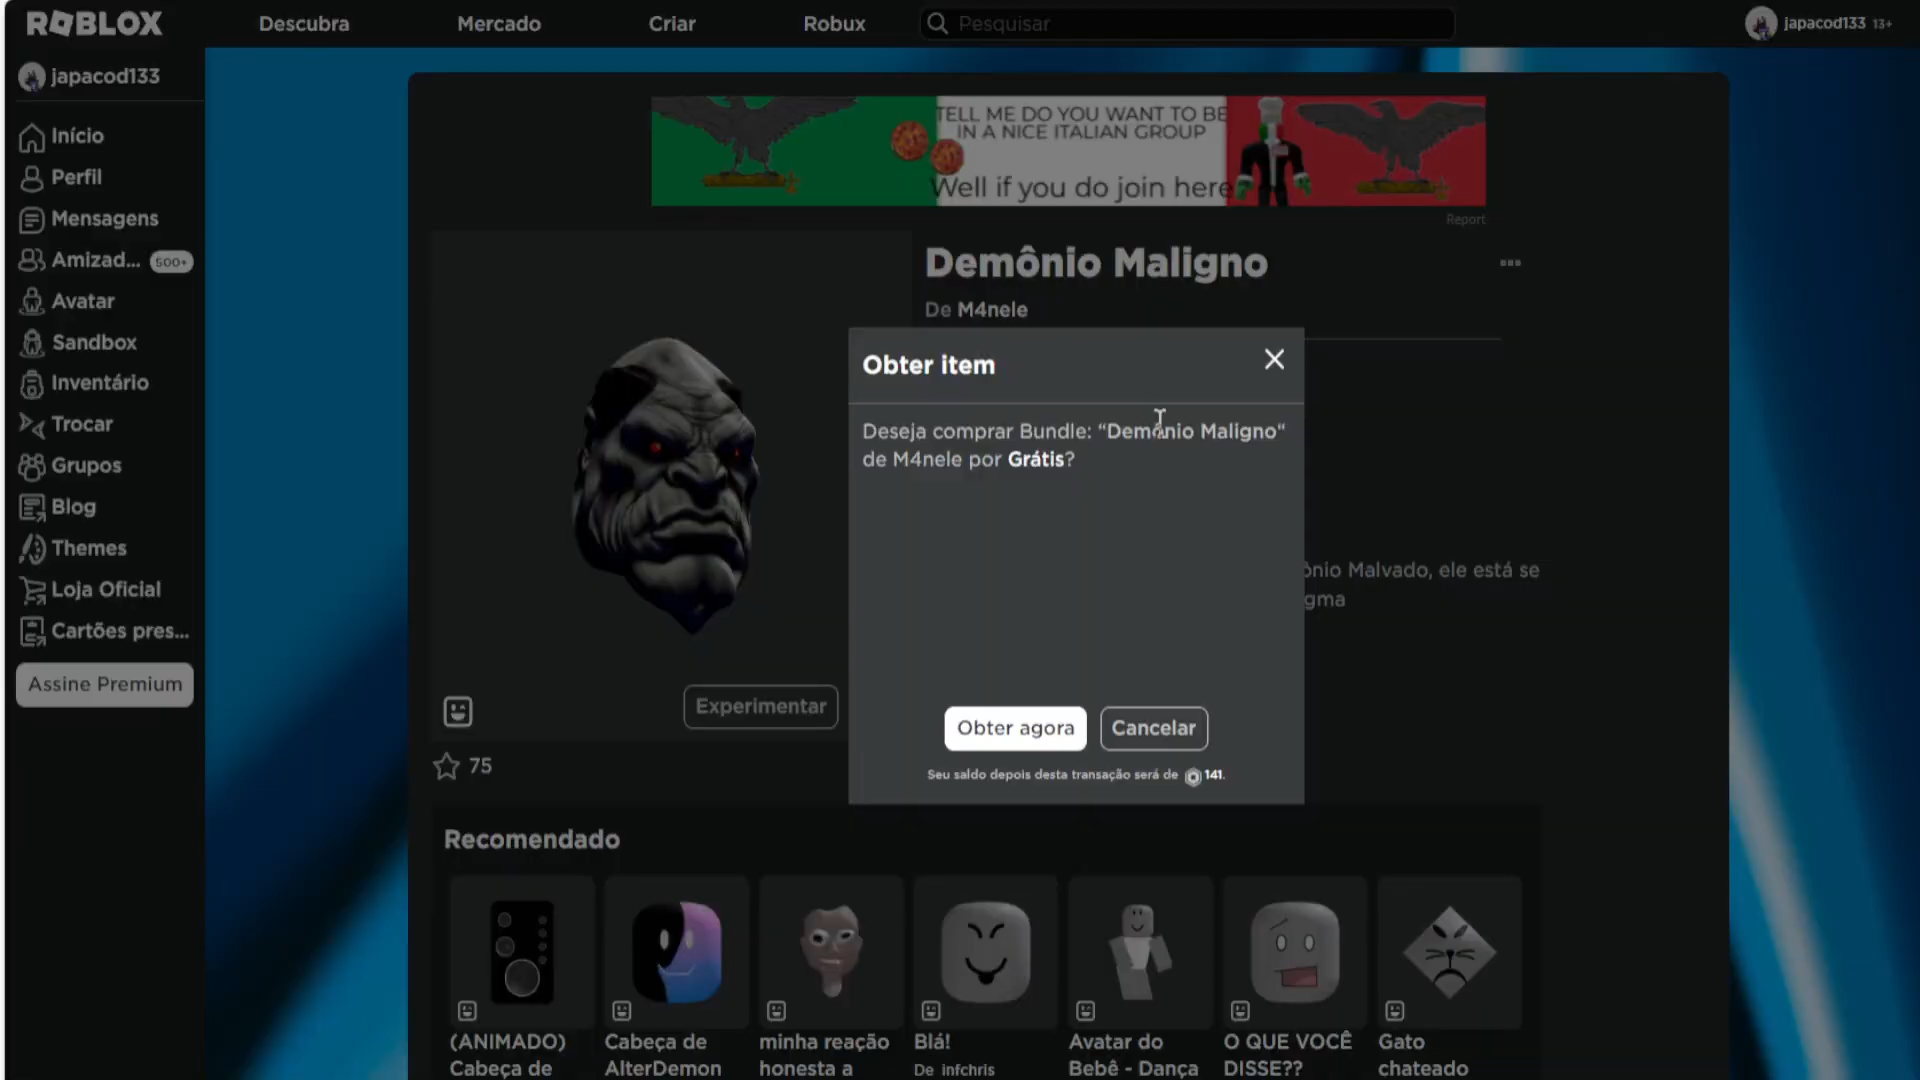 ROBLOX
Descubra
Mercado
Criar
Robux
Pesquisar
japacod133 13+
japacod133
Início
Perfil
Mensagens
Amizad... 500+
Avatar
Sandbox
Inventário
Trocar
Grupos
Blog
Themes
Loja Oficial
Cartões pres...
Assine Premium
TELL ME DO YOU WANT TO BE
IN A NICE ITALIAN GROUP
Well if you do join here
Report
Demônio Maligno
De M4nele
Obter item
Deseja comprar Bundle: “Demônio Maligno“
de M4nele por Grátis?
ônio Malvado, ele está se
gma
Obter agora
Cancelar
Seu saldo depois desta transação será de 141.
Experimentar
75
Recomendado
(ANIMADO)
Cabeça de
Cabeça de
AlterDemon
minha reação
honesta a
Blá!
De infchris
Avatar do
Bebê - Dança
O QUE VOCÊ
DISSE??
Gato
chateado